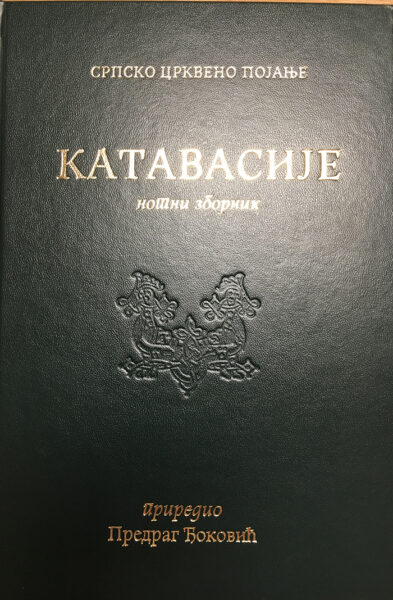 СРПСКО ЦРКВЕНО ПОЈАЊЕ
КАТАВАСИЈЕ
нотни зборник
приредио
Предраг Ђоковић